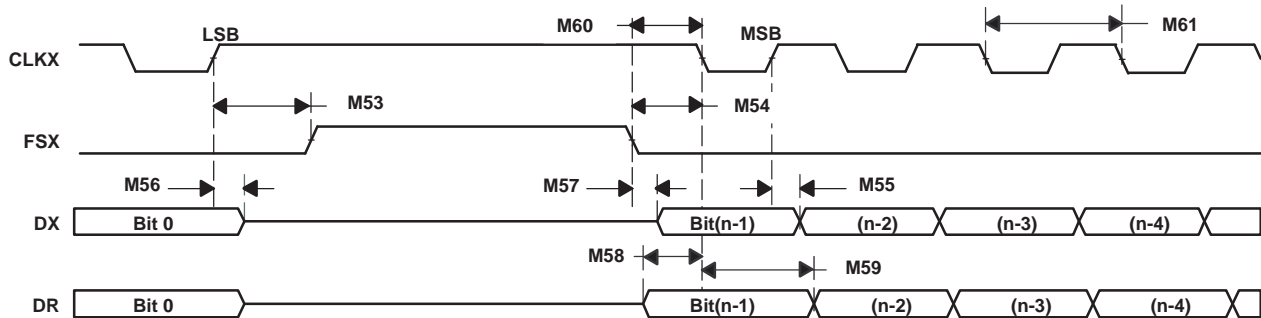 LSB
M60
MSB
M61
CLKX
M53
M54
FSX
M56
M57
M55
DX
Bit 0
Bit(n-1)
(n-2)
(n-3)
(n-4)
M58
M59
DR
Bit 0
Bit(n-1)
(n-2)
(n-3)
(n-4)